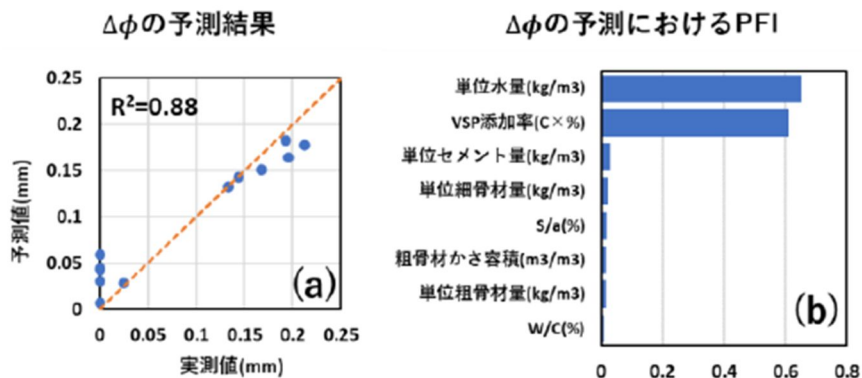 Δϕの予測結果
R²=0.88
予測値(mm)
0.25
0.2
0.15
0.1
0.05
0
0 0.05 0.1 0.15 0.2 0.25
実測値(mm)
(a)
Δϕの予測におけるPFI
単位水量(kg/m3)
VSP添加率(C×%)
単位セメント量(kg/m3)
単位細骨材量(kg/m3)
S/a(%)
粗骨材かさ容積(m3/m3)
単位粗骨材量(kg/m3)
W/C(%)
0 0.2 0.4 0.6 0.8
(b)